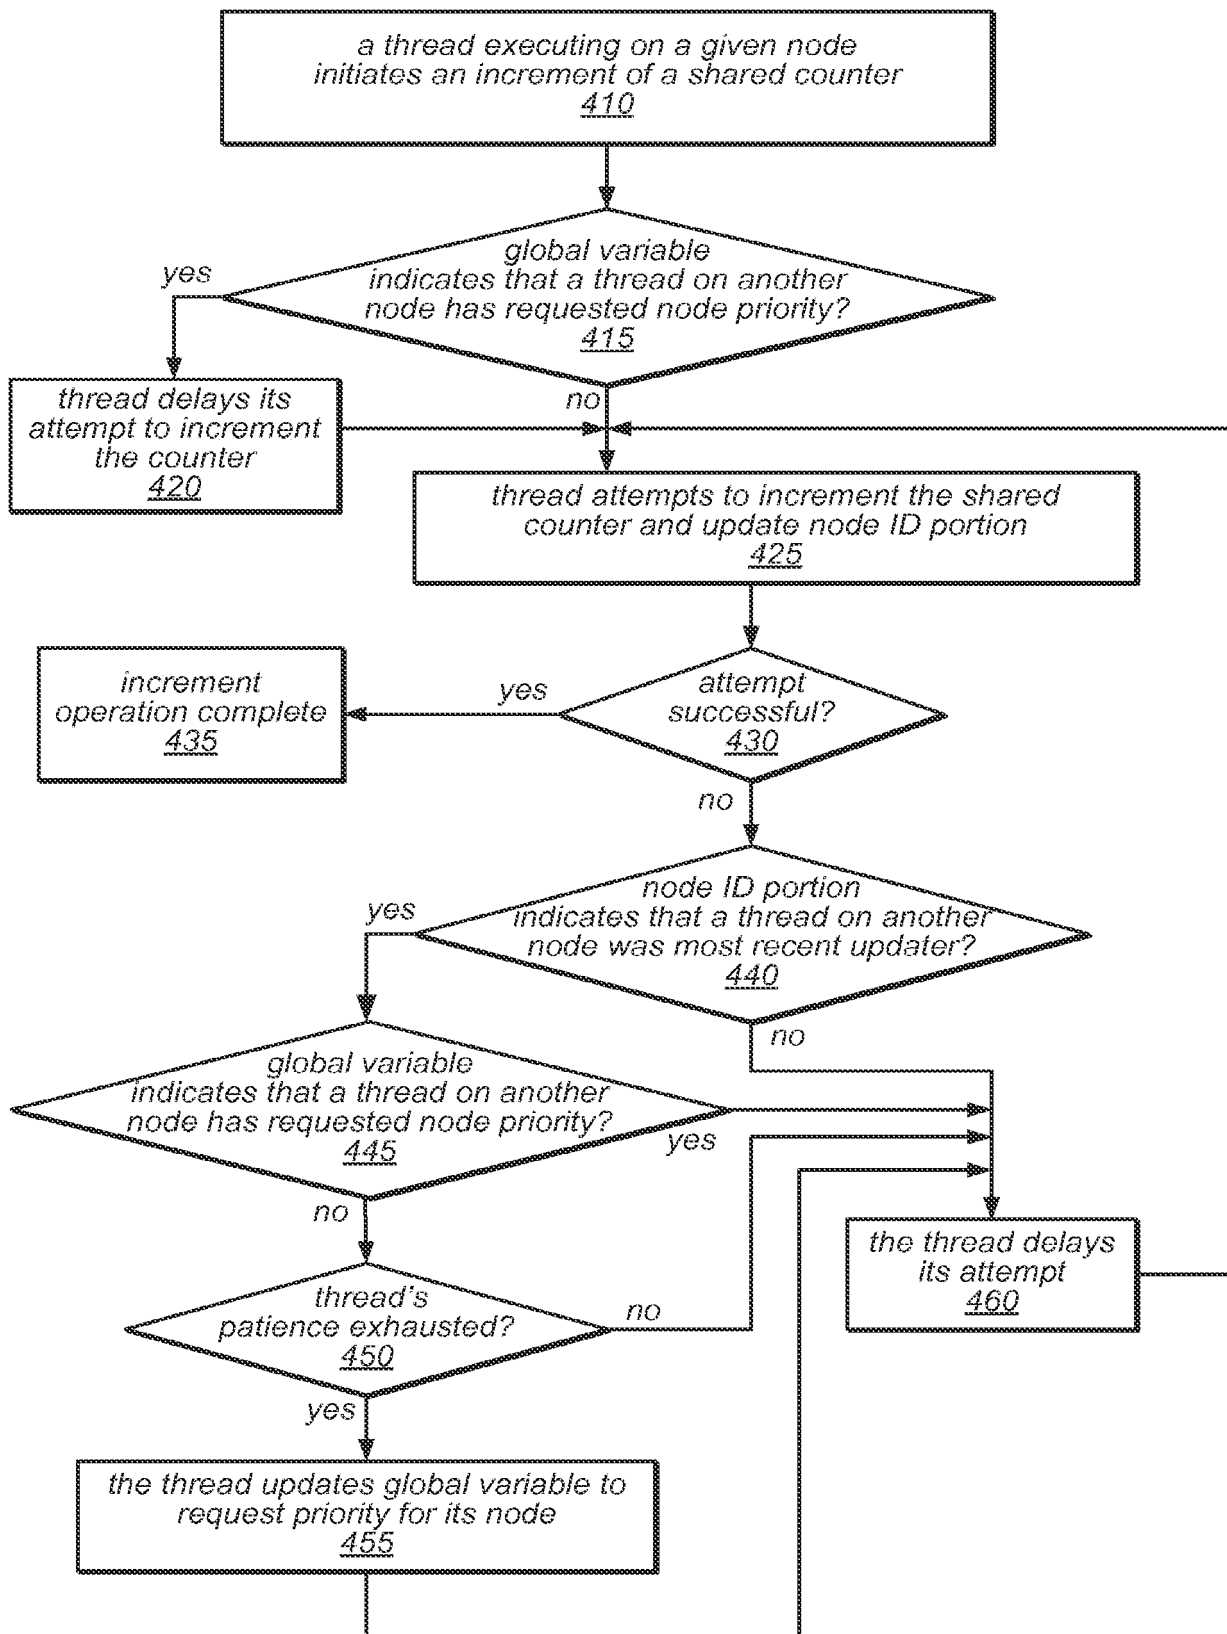 a thread executing on a given node
initiates an increment of a shared counter
410
global variable
indicates that a thread on another
node has requested node priority?
415
yes
no
thread delays its
attempt to increment
the counter
420
thread attempts to increment the shared
counter and update node ID portion
425
attempt
successful?
430
yes
increment
operation complete
435
no
node ID portion
indicates that a thread on another
node was most recent updater?
440
yes
no
global variable
indicates that a thread on another
node has requested node priority?
445
yes
no
the thread delays
its attempt
460
thread's
patience exhausted?
450
no
yes
the thread updates global variable to
request priority for its node
455